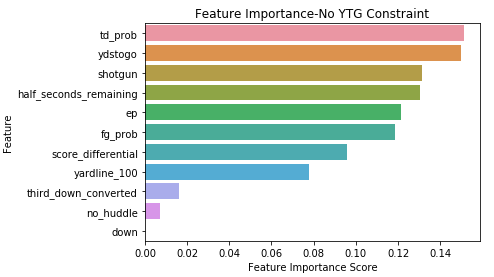 Feature Importance-No YTG Constraint
td_prob
ydstogo
shotgun
half_seconds_remaining
ep
fg_prob
score_differential
yardline_100
third_down_converted
no_huddle
down
Feature
0.00 0.02 0.04 0.06 0.08 0.10 0.12 0.14
Feature Importance Score